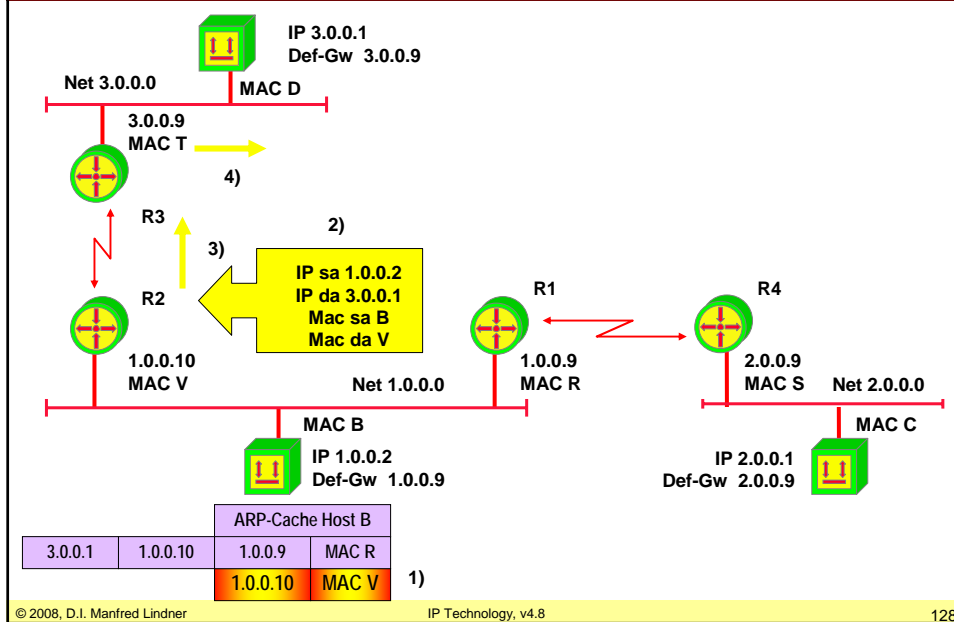 IP 3.0.0.1
Def-Gw 3.0.0.9
MAC D
Net 3.0.0.0
3.0.0.9
MAC T
4)
R3
3)
2)
IP sa 1.0.0.2
IP da 3.0.0.1
Mac sa B
Mac da V
R2
R1
R4
1.0.0.10
MAC V
Net 1.0.0.0
1.0.0.9
MAC R
2.0.0.9
MAC S
Net 2.0.0.0
MAC B
MAC C
IP 1.0.0.2
Def-Gw 1.0.0.9
IP 2.0.0.1
Def-Gw 2.0.0.9
ARP-Cache Host B
3.0.0.1 1.0.0.10 1.0.0.9 MAC R
1.0.0.10 MAC V 1)
© 2008, D.I. Manfred Lindner IP Technology, v4.8 128